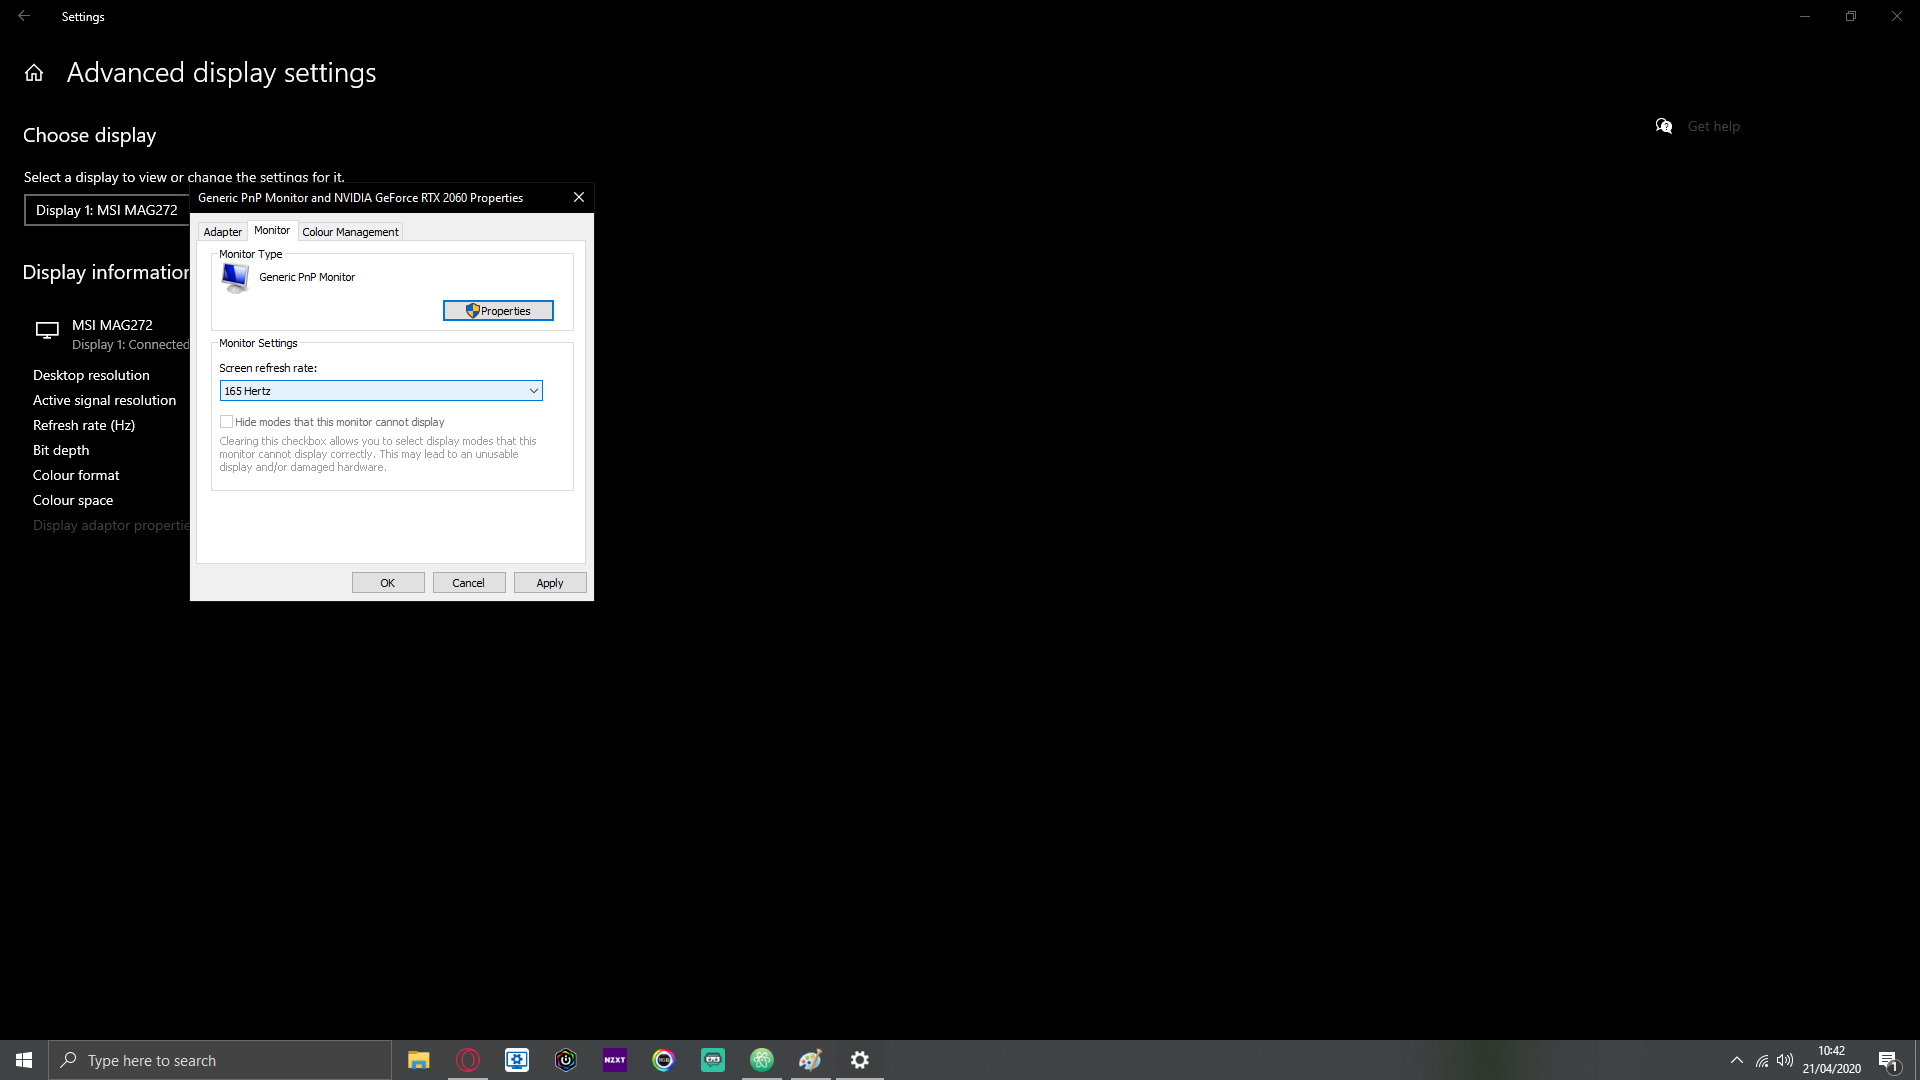 Settings
Advanced display settings
Choose display
Get help
Select a display to view or change the settings for it.
Display 1: MSI MAG272
Generic PnP Monitor and NVIDIA GeForce RTX 2060 Properties
Adapter
Monitor
Colour Management
Monitor Type
Generic PnP Monitor
Properties
Monitor Settings
Screen refresh rate:
165 Hertz
Hide modes that this monitor cannot display
Clearing this checkbox allows you to select display modes that this
monitor cannot display correctly. This may lead to an unusable
display and/or damaged hardware.
OK
Cancel
Apply
Display information
MSI MAG272
Display 1: Connected
Desktop resolution
Active signal resolution
Refresh rate (Hz)
Bit depth
Colour format
Colour space
Display adaptor propertie
Type here to search
NZXT
RGB
10:42
21/04/2020
1